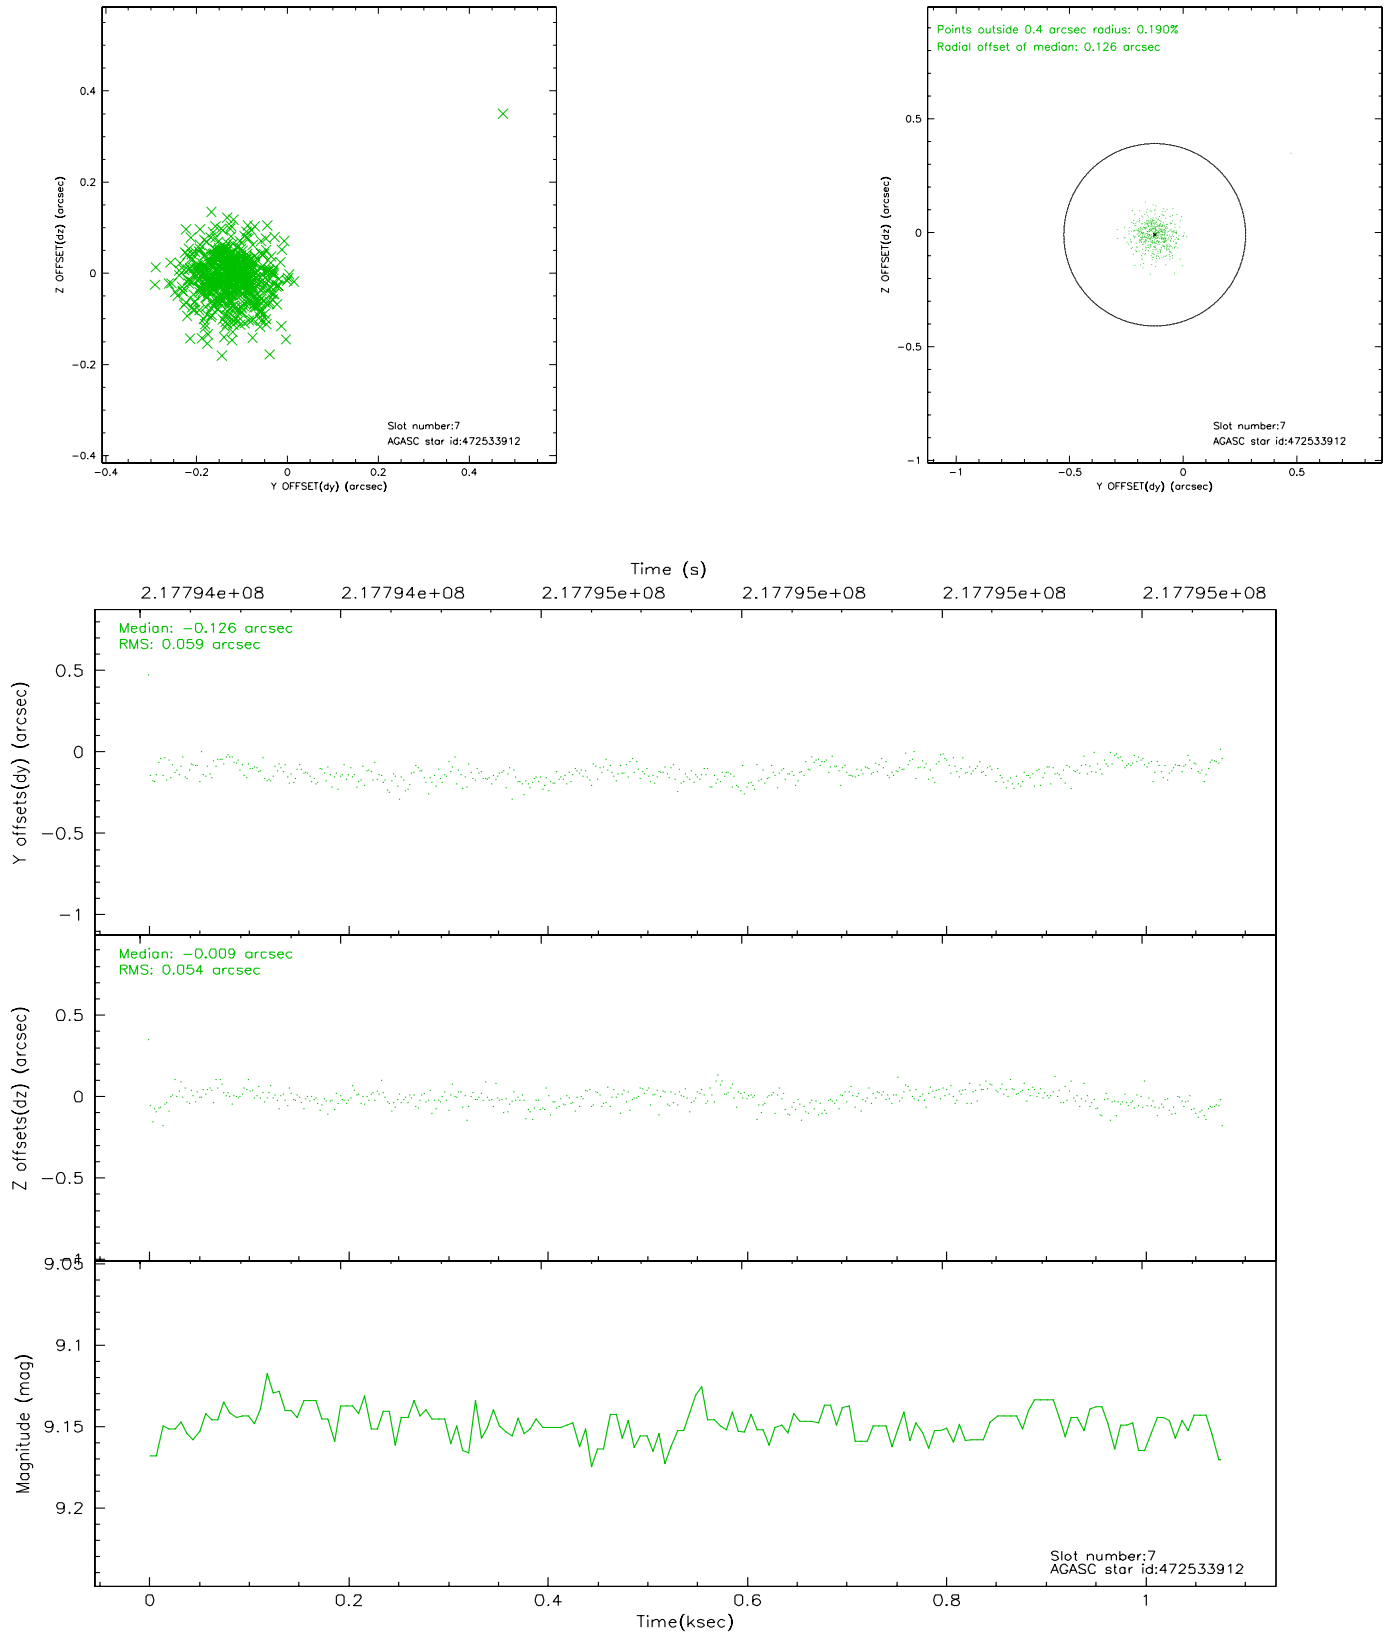 0.4
0.2
0
−0.2
−0.4
Z OFFSET(dz) (arcsec)
Slot number:7
AGASC star id:472533912
−0.4 −0.2 0 0.2 0.4
Y OFFSET(dy) (arcsec)
Points outside 0.4 arcsec radius: 0.190%
Radial offset of median: 0.126 arcsec
0.5
0
−0.5
−1
Z OFFSET(dz) (arcsec)
Slot number:7
AGASC star id:472533912
−1 −0.5 0 0.5
Y OFFSET(dy) (arcsec)
Time (s)
2.17794e+08 2.17794e+08 2.17795e+08 2.17795e+08 2.17795e+08 2.17795e+08
Median: −0.126 arcsec
RMS: 0.059 arcsec
0.5
0
−0.5
−1
Y offsets(dy) (arcsec)
Median: −0.009 arcsec
RMS: 0.054 arcsec
0.5
0
−0.5
−1
Z offsets(dz) (arcsec)
9.05
9.1
9.15
9.2
Magnitude (mag)
Slot number:7
AGASC star id:472533912
0 0.2 0.4 0.6 0.8 1
Time(ksec)